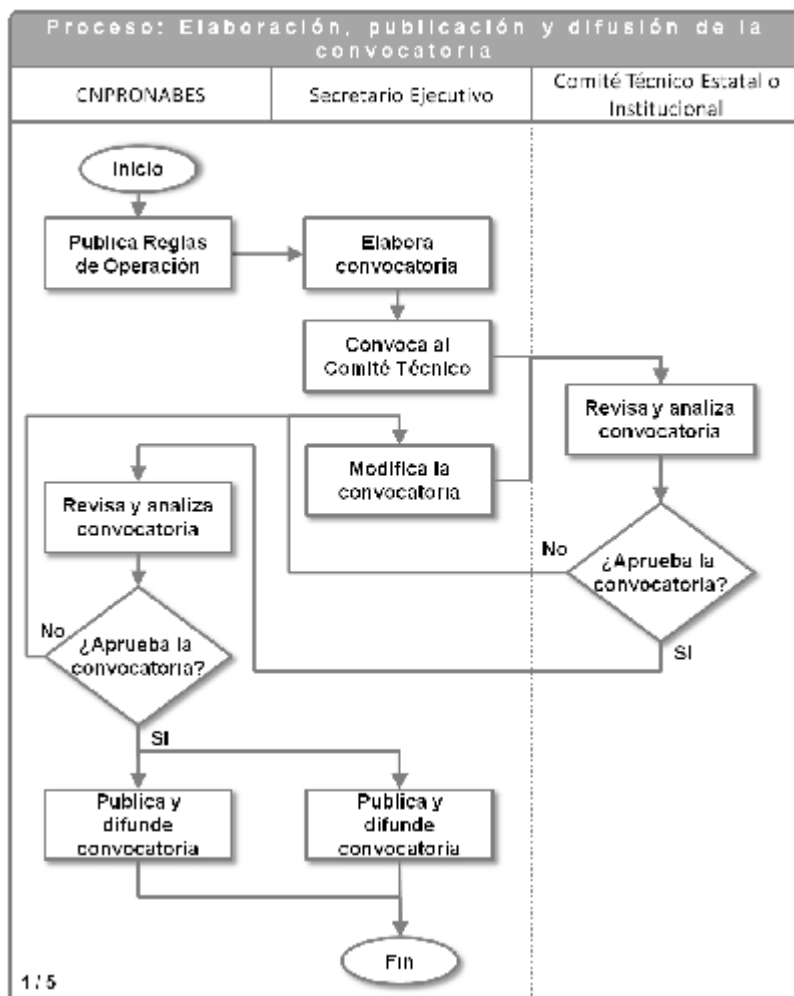 Proceso: Elaboración, publicación y difusión de la
convocatoria
CNPRONABES
Secretario Ejecutivo
Comité Técnico Estatal o
Institucional
Inicio
Publica Reglas
de Operación
Elabora
convocatoria
Convoca al
Comité Técnico
Revisa y analiza
convocatoria
Modifica la
convocatoria
Revisa y analiza
convocatoria
No
¿Aprueba la
convocatoria?
No
¿Aprueba la
convocatoria?
SI
SI
Publica y
difunde
convocatoria
Publica y
difunde
convocatoria
Fin
1 / 5